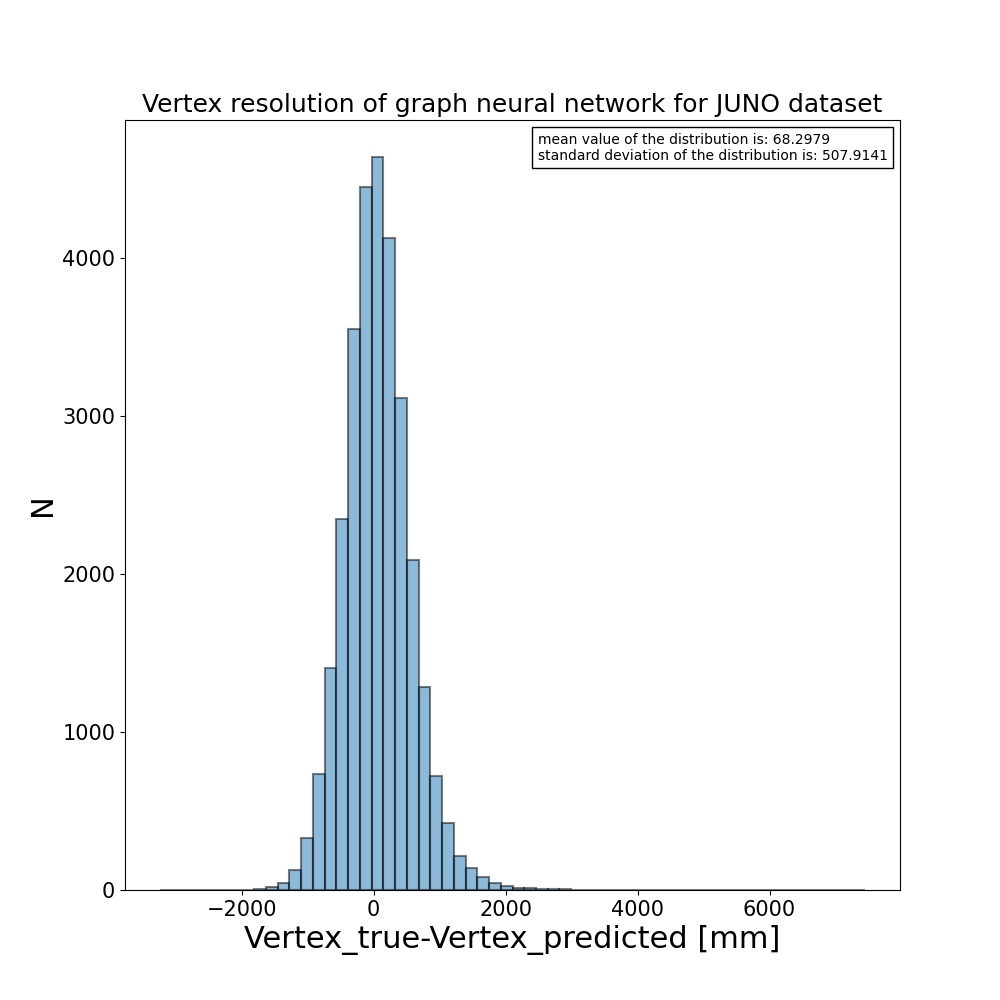 Vertex resolution of graph neural network for JUNO dataset
mean value of the distribution is: 68.2979
standard deviation of the distribution is: 507.9141
4000
3000
N
2000
1000
0
−2000 0 2000 4000 6000
Vertex_true-Vertex_predicted [mm]